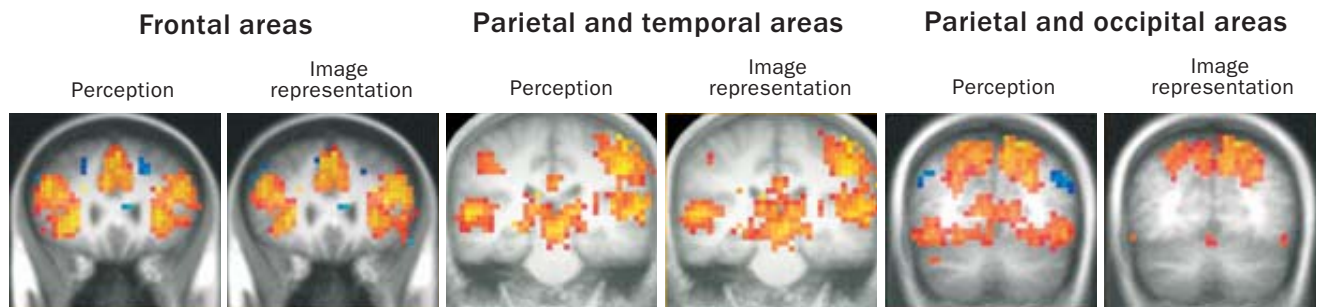 Frontal areas
Perception
Image
representation
Parietal and temporal areas
Perception
Image
representation
Parietal and occipital areas
Perception
Image
representation